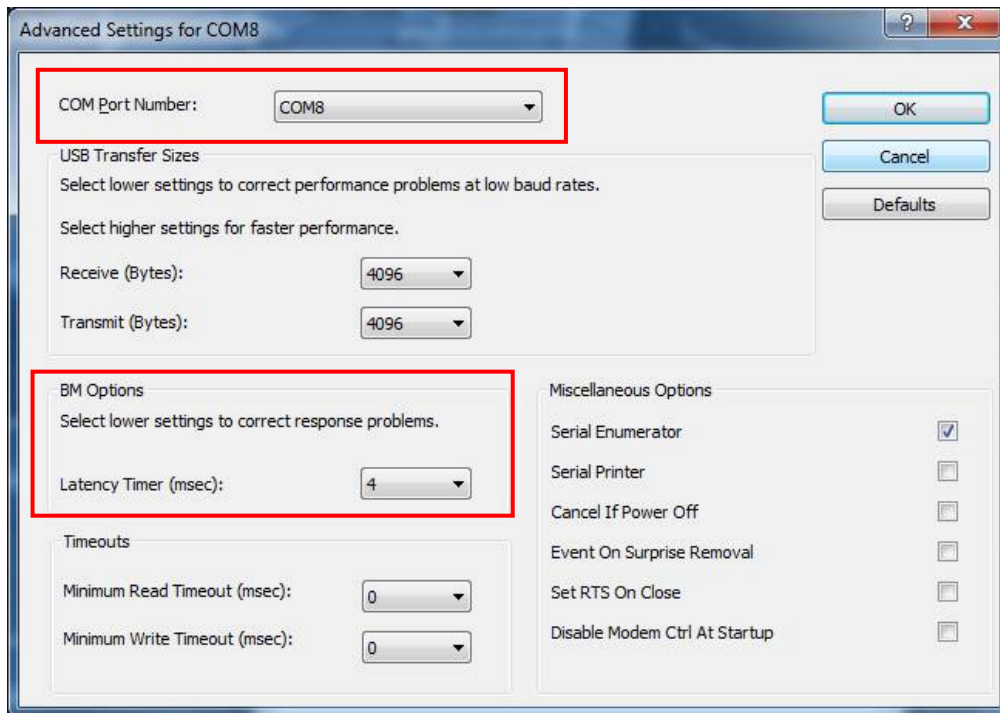 Advanced Settings for COM8
COM Port Number: COM8
OK
USB Transfer Sizes
Cancel
Select lower settings to correct performance problems at low baud rates.
Defaults
Select higher settings for faster performance.
Receive (Bytes): 4096
Transmit (Bytes): 4096
BM Options
Select lower settings to correct response problems.
Latency Timer (msec): 4
Timeouts
Minimum Read Timeout (msec): 0
Minimum Write Timeout (msec): 0
Miscellaneous Options
Serial Enumerator
Serial Printer
Cancel If Power Off
Event On Surprise Removal
Set RTS On Close
Disable Modem Ctrl At Startup